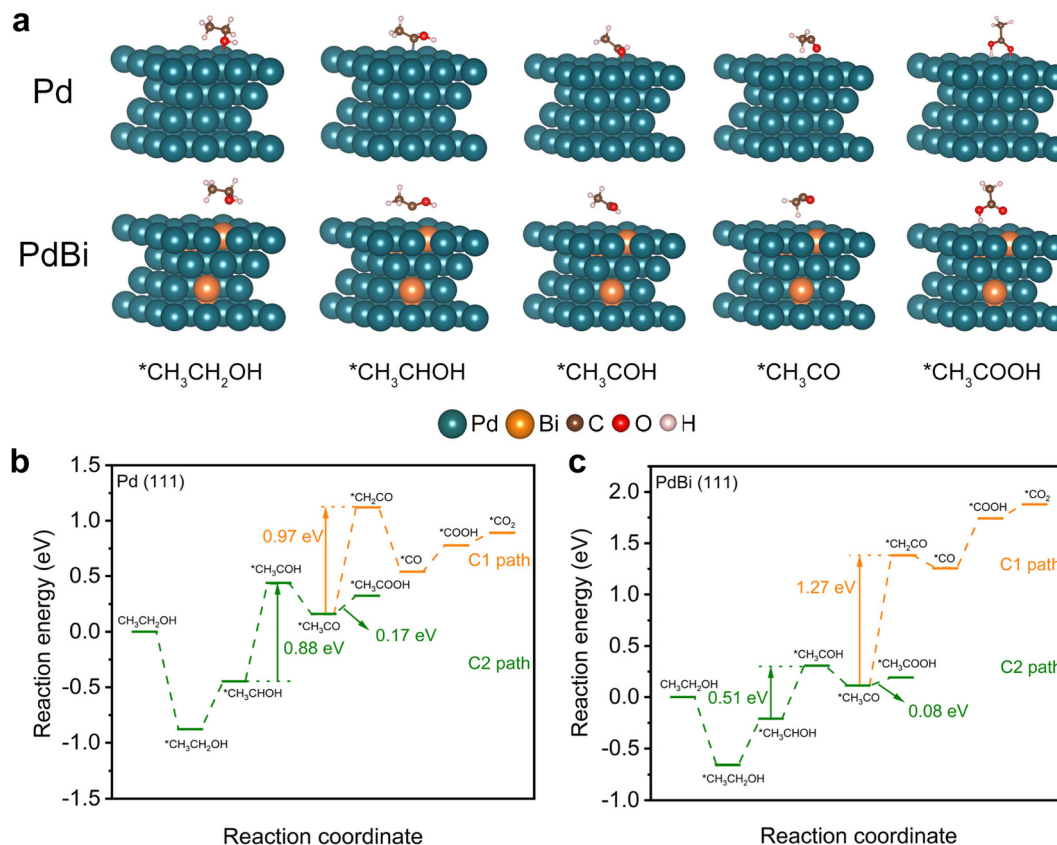 a
Pd
PdBi
*CH₃CH₂OH
*CH₃CHOH
*CH₃COH
*CH₃CO
*CH₃COOH
Pd Bi C O H
b
Pd (111)
Reaction energy (eV)
1.5
1.0
0.5
0.0
-0.5
-1.0
-1.5
CH₃CH₂OH
*CH₃CH₂OH
*CH₃CHOH
*CH₃COH
0.88 eV
*CH₃CO
0.97 eV
*CH₂CO
*CO
*COOH
*CO₂
C1 path
*CH₃COOH
0.17 eV
C2 path
Reaction coordinate
c
PdBi (111)
Reaction energy (eV)
2.0
1.5
1.0
0.5
0.0
-0.5
-1.0
CH₃CH₂OH
*CH₃CH₂OH
*CH₃CHOH
0.51 eV
*CH₃COH
*CH₃CO
1.27 eV
*CH₂CO
*CO
*COOH
*CO₂
C1 path
*CH₃COOH
0.08 eV
C2 path
Reaction coordinate